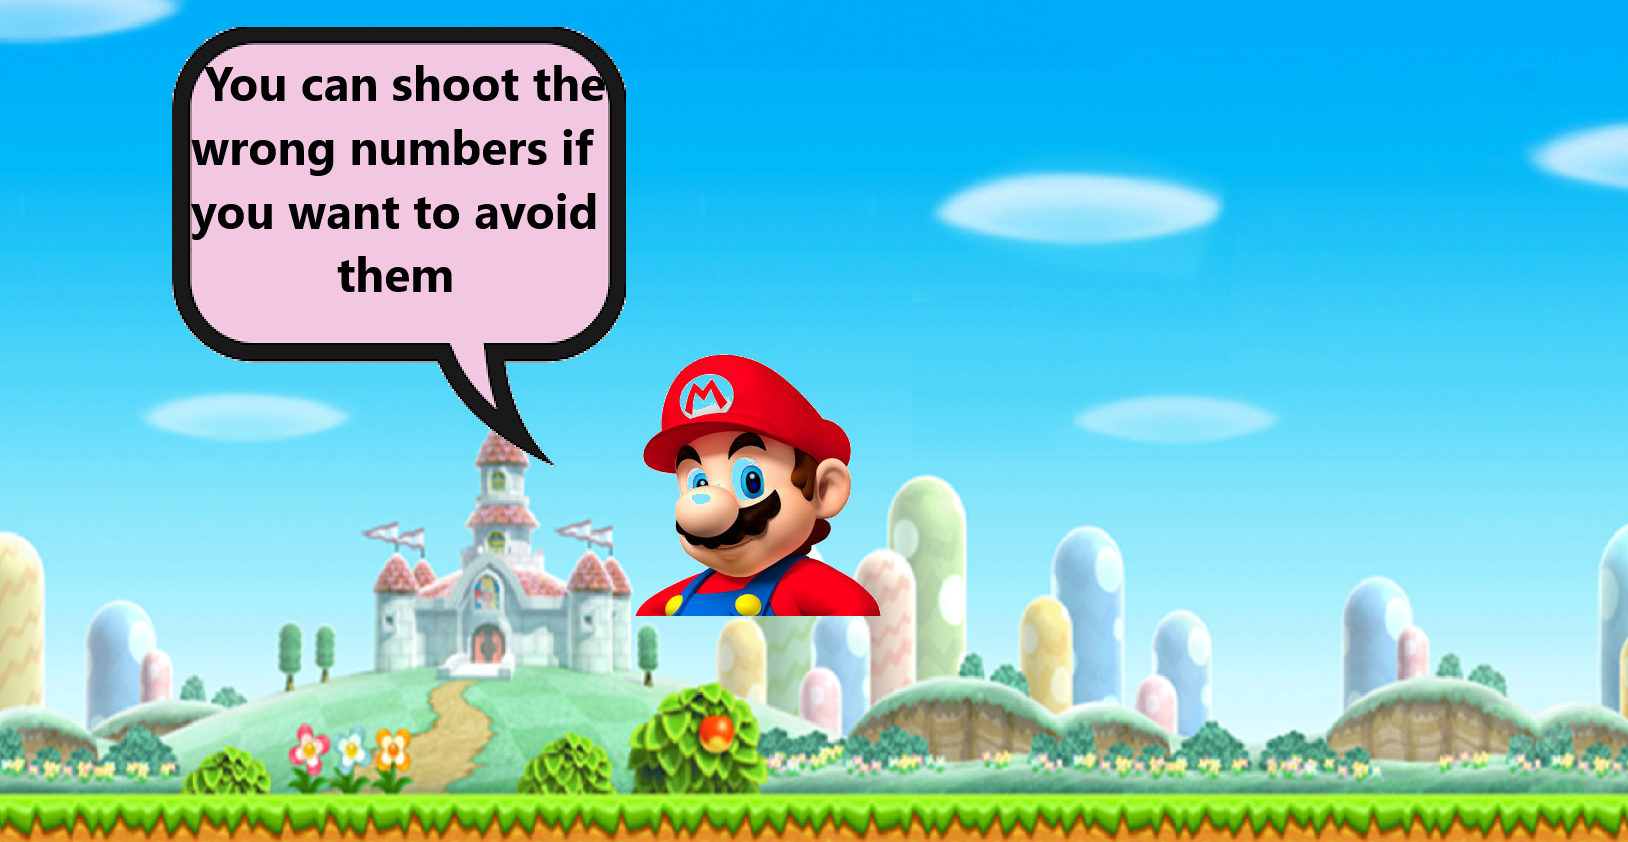 You can shoot the
wrong numbers if
you want to avoid
them
M